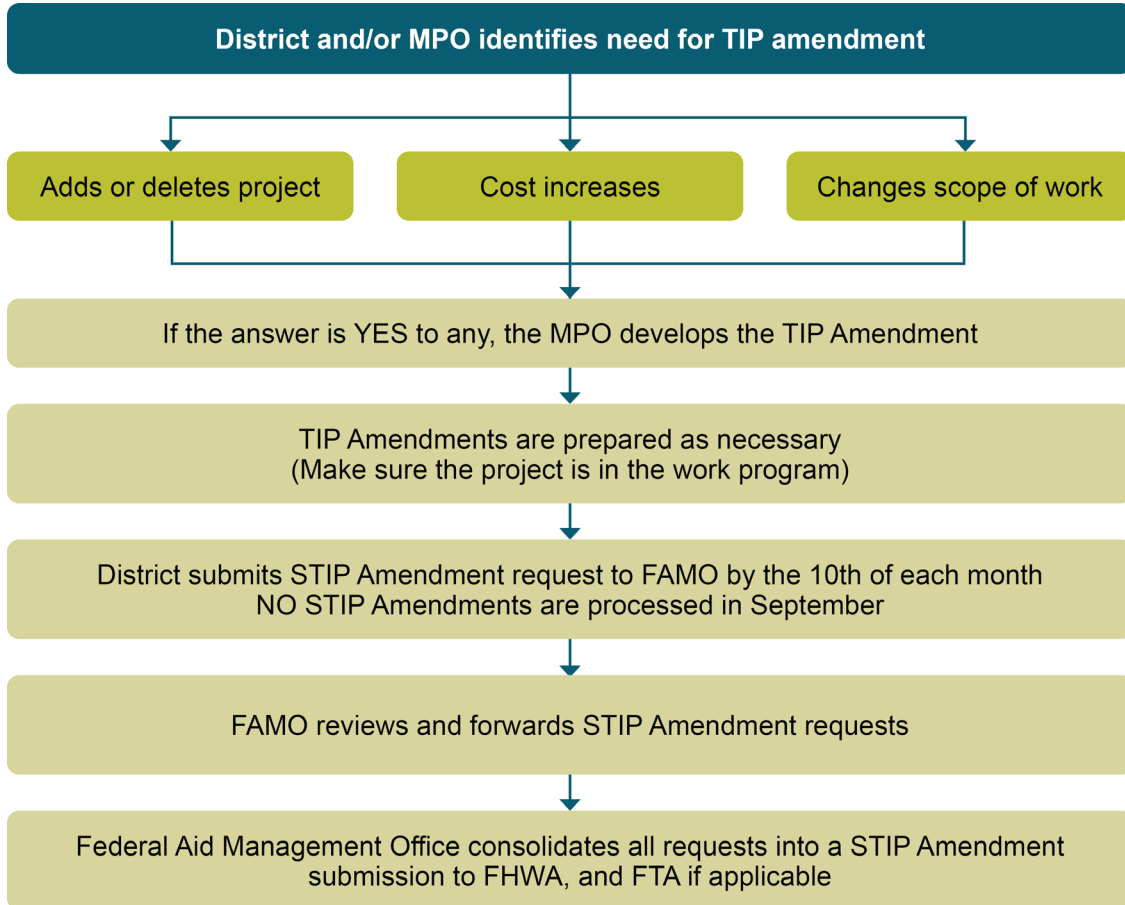 District and/or MPO identifies need for TIP amendment
Adds or deletes project
Cost increases
Changes scope of work
If the answer is YES to any, the MPO develops the TIP Amendment
TIP Amendments are prepared as necessary
(Make sure the project is in the work program)
District submits STIP Amendment request to FAMO by the 10th of each month
NO STIP Amendments are processed in September
FAMO reviews and forwards STIP Amendment requests
Federal Aid Management Office consolidates all requests into a STIP Amendment
submission to FHWA, and FTA if applicable